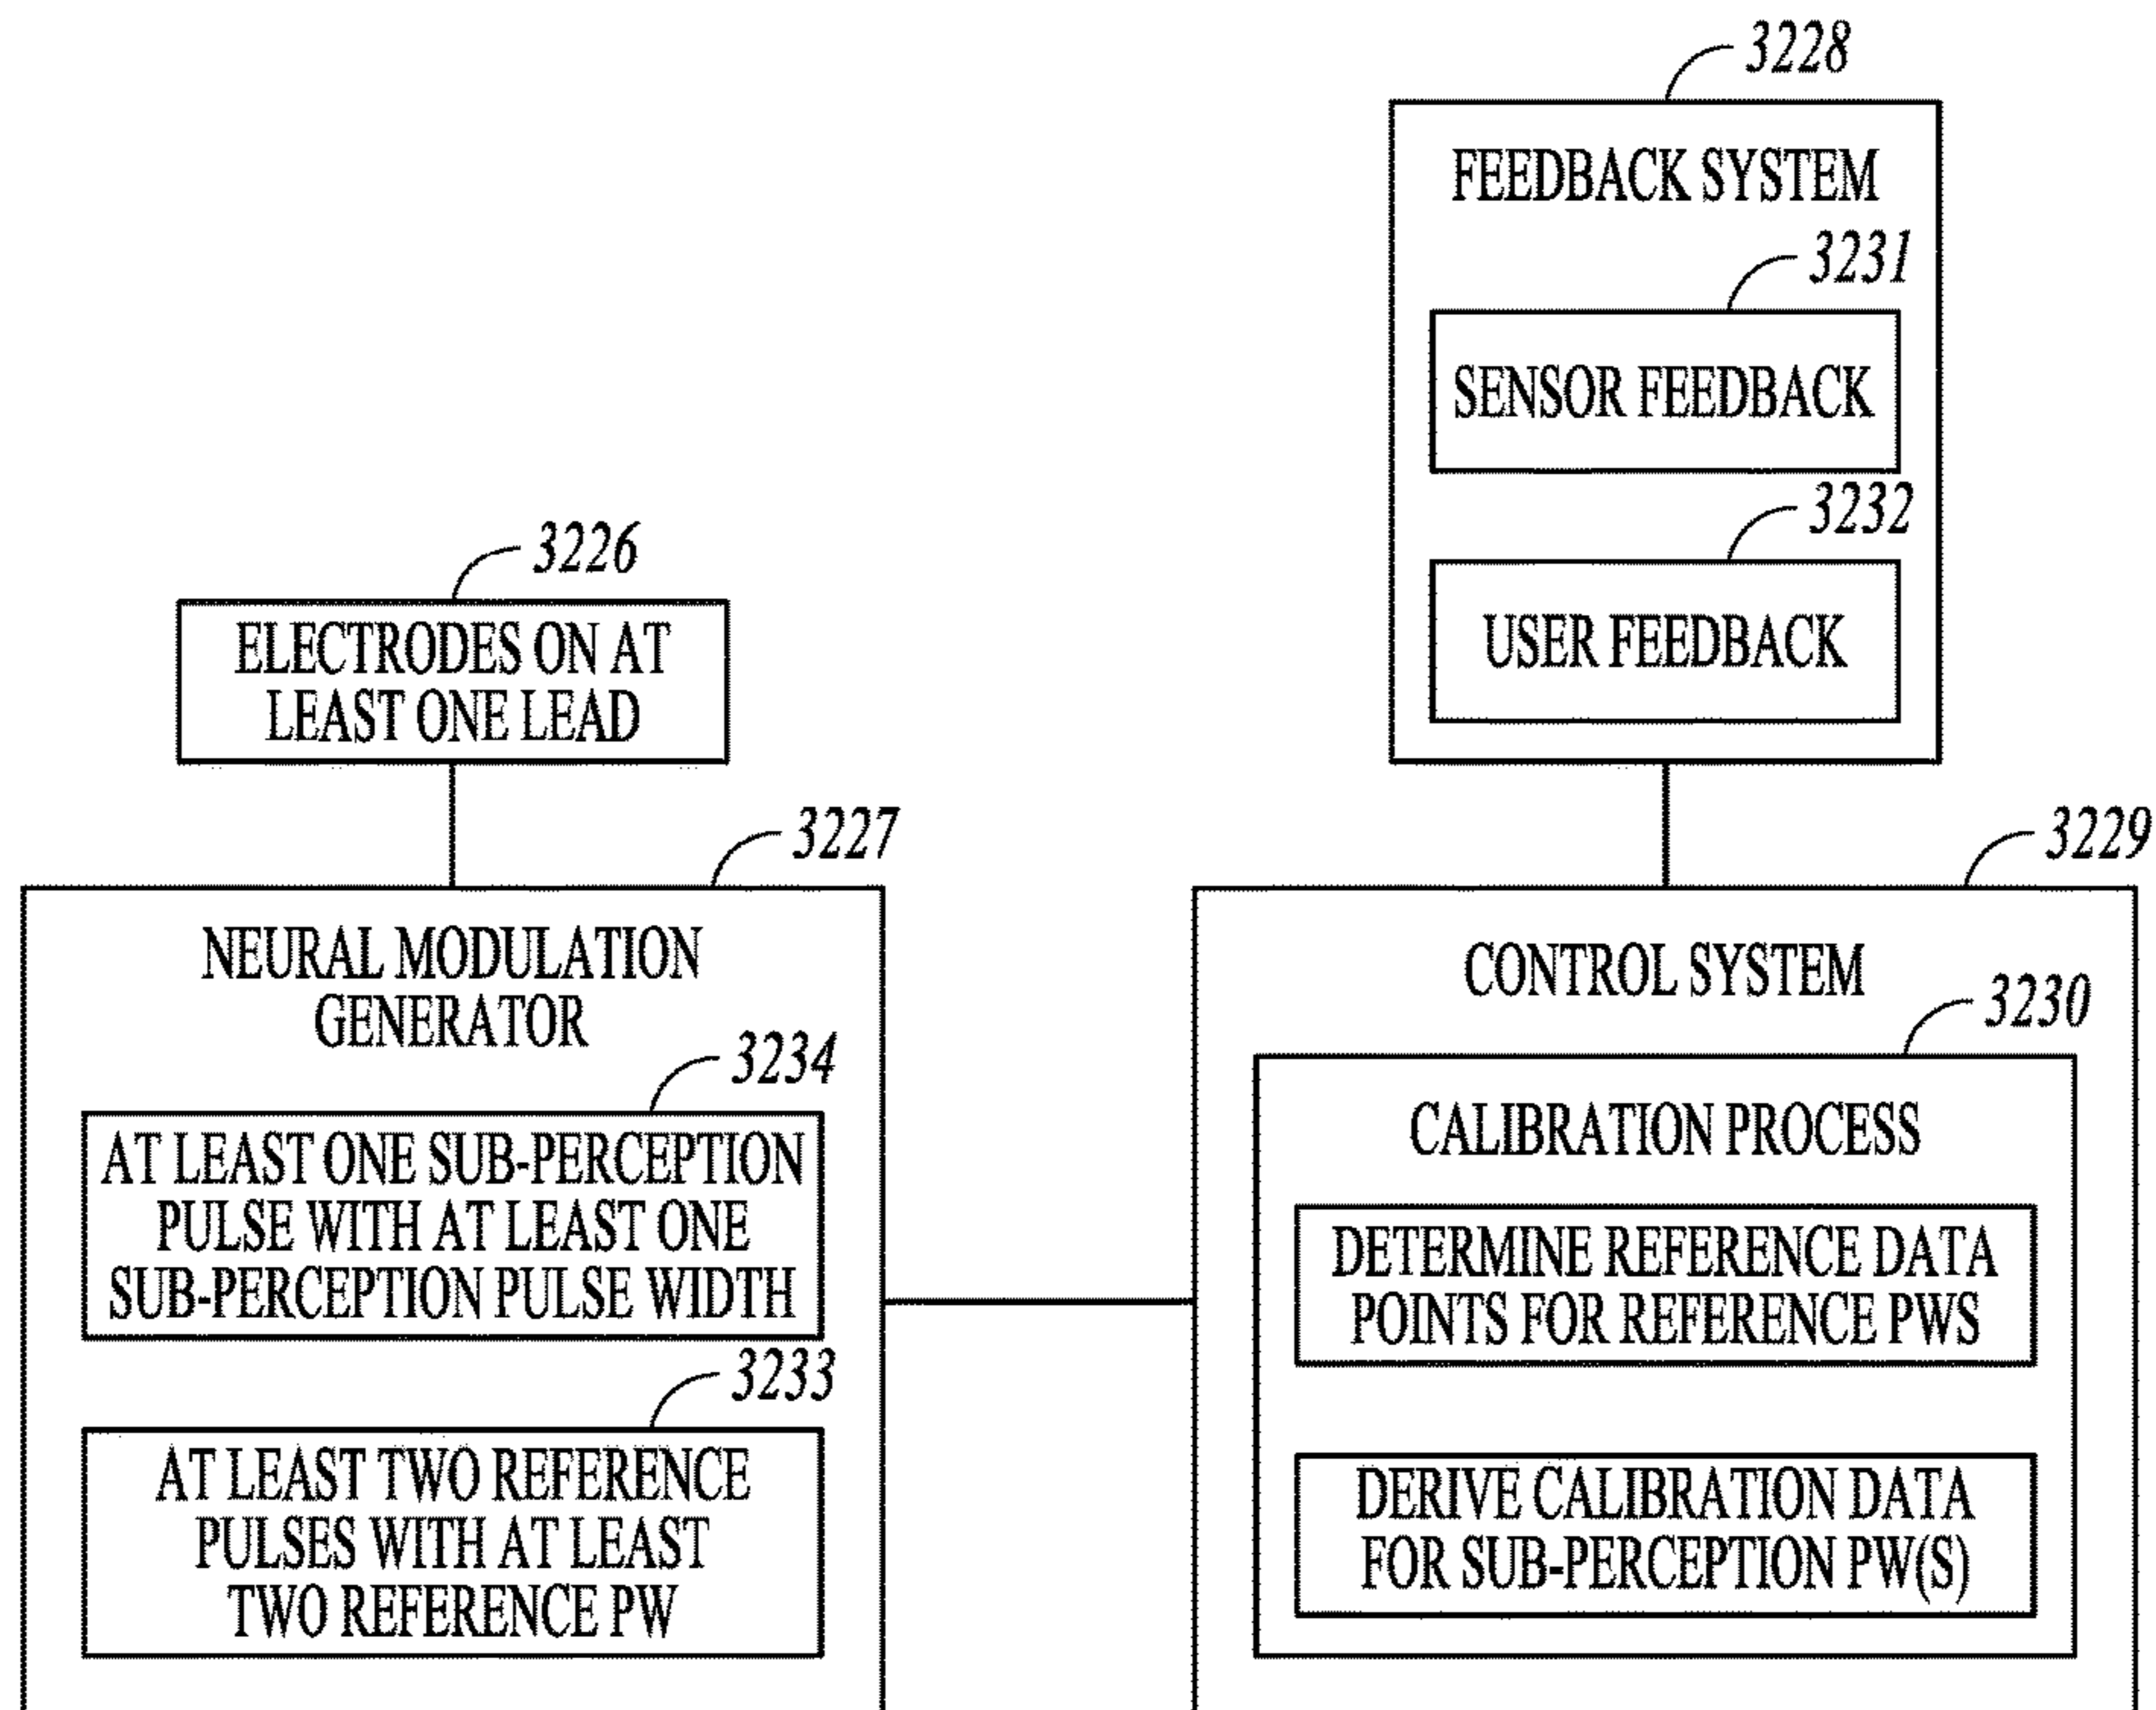 3228
FEEDBACK SYSTEM
3231
SENSOR FEEDBACK
3232
USER FEEDBACK
3226
ELECTRODES ON AT
LEAST ONE LEAD
3227
NEURAL MODULATION
GENERATOR
3234
AT LEAST ONE SUB-PERCEPTION
PULSE WITH AT LEAST ONE
SUB-PERCEPTION PULSE WIDTH
3233
AT LEAST TWO REFERENCE
PULSES WITH AT LEAST
TWO REFERENCE PW
3229
CONTROL SYSTEM
3230
CALIBRATION PROCESS
DETERMINE REFERENCE DATA
POINTS FOR REFERENCE PWS
DERIVE CALIBRATION DATA
FOR SUB-PERCEPTION PW(S)